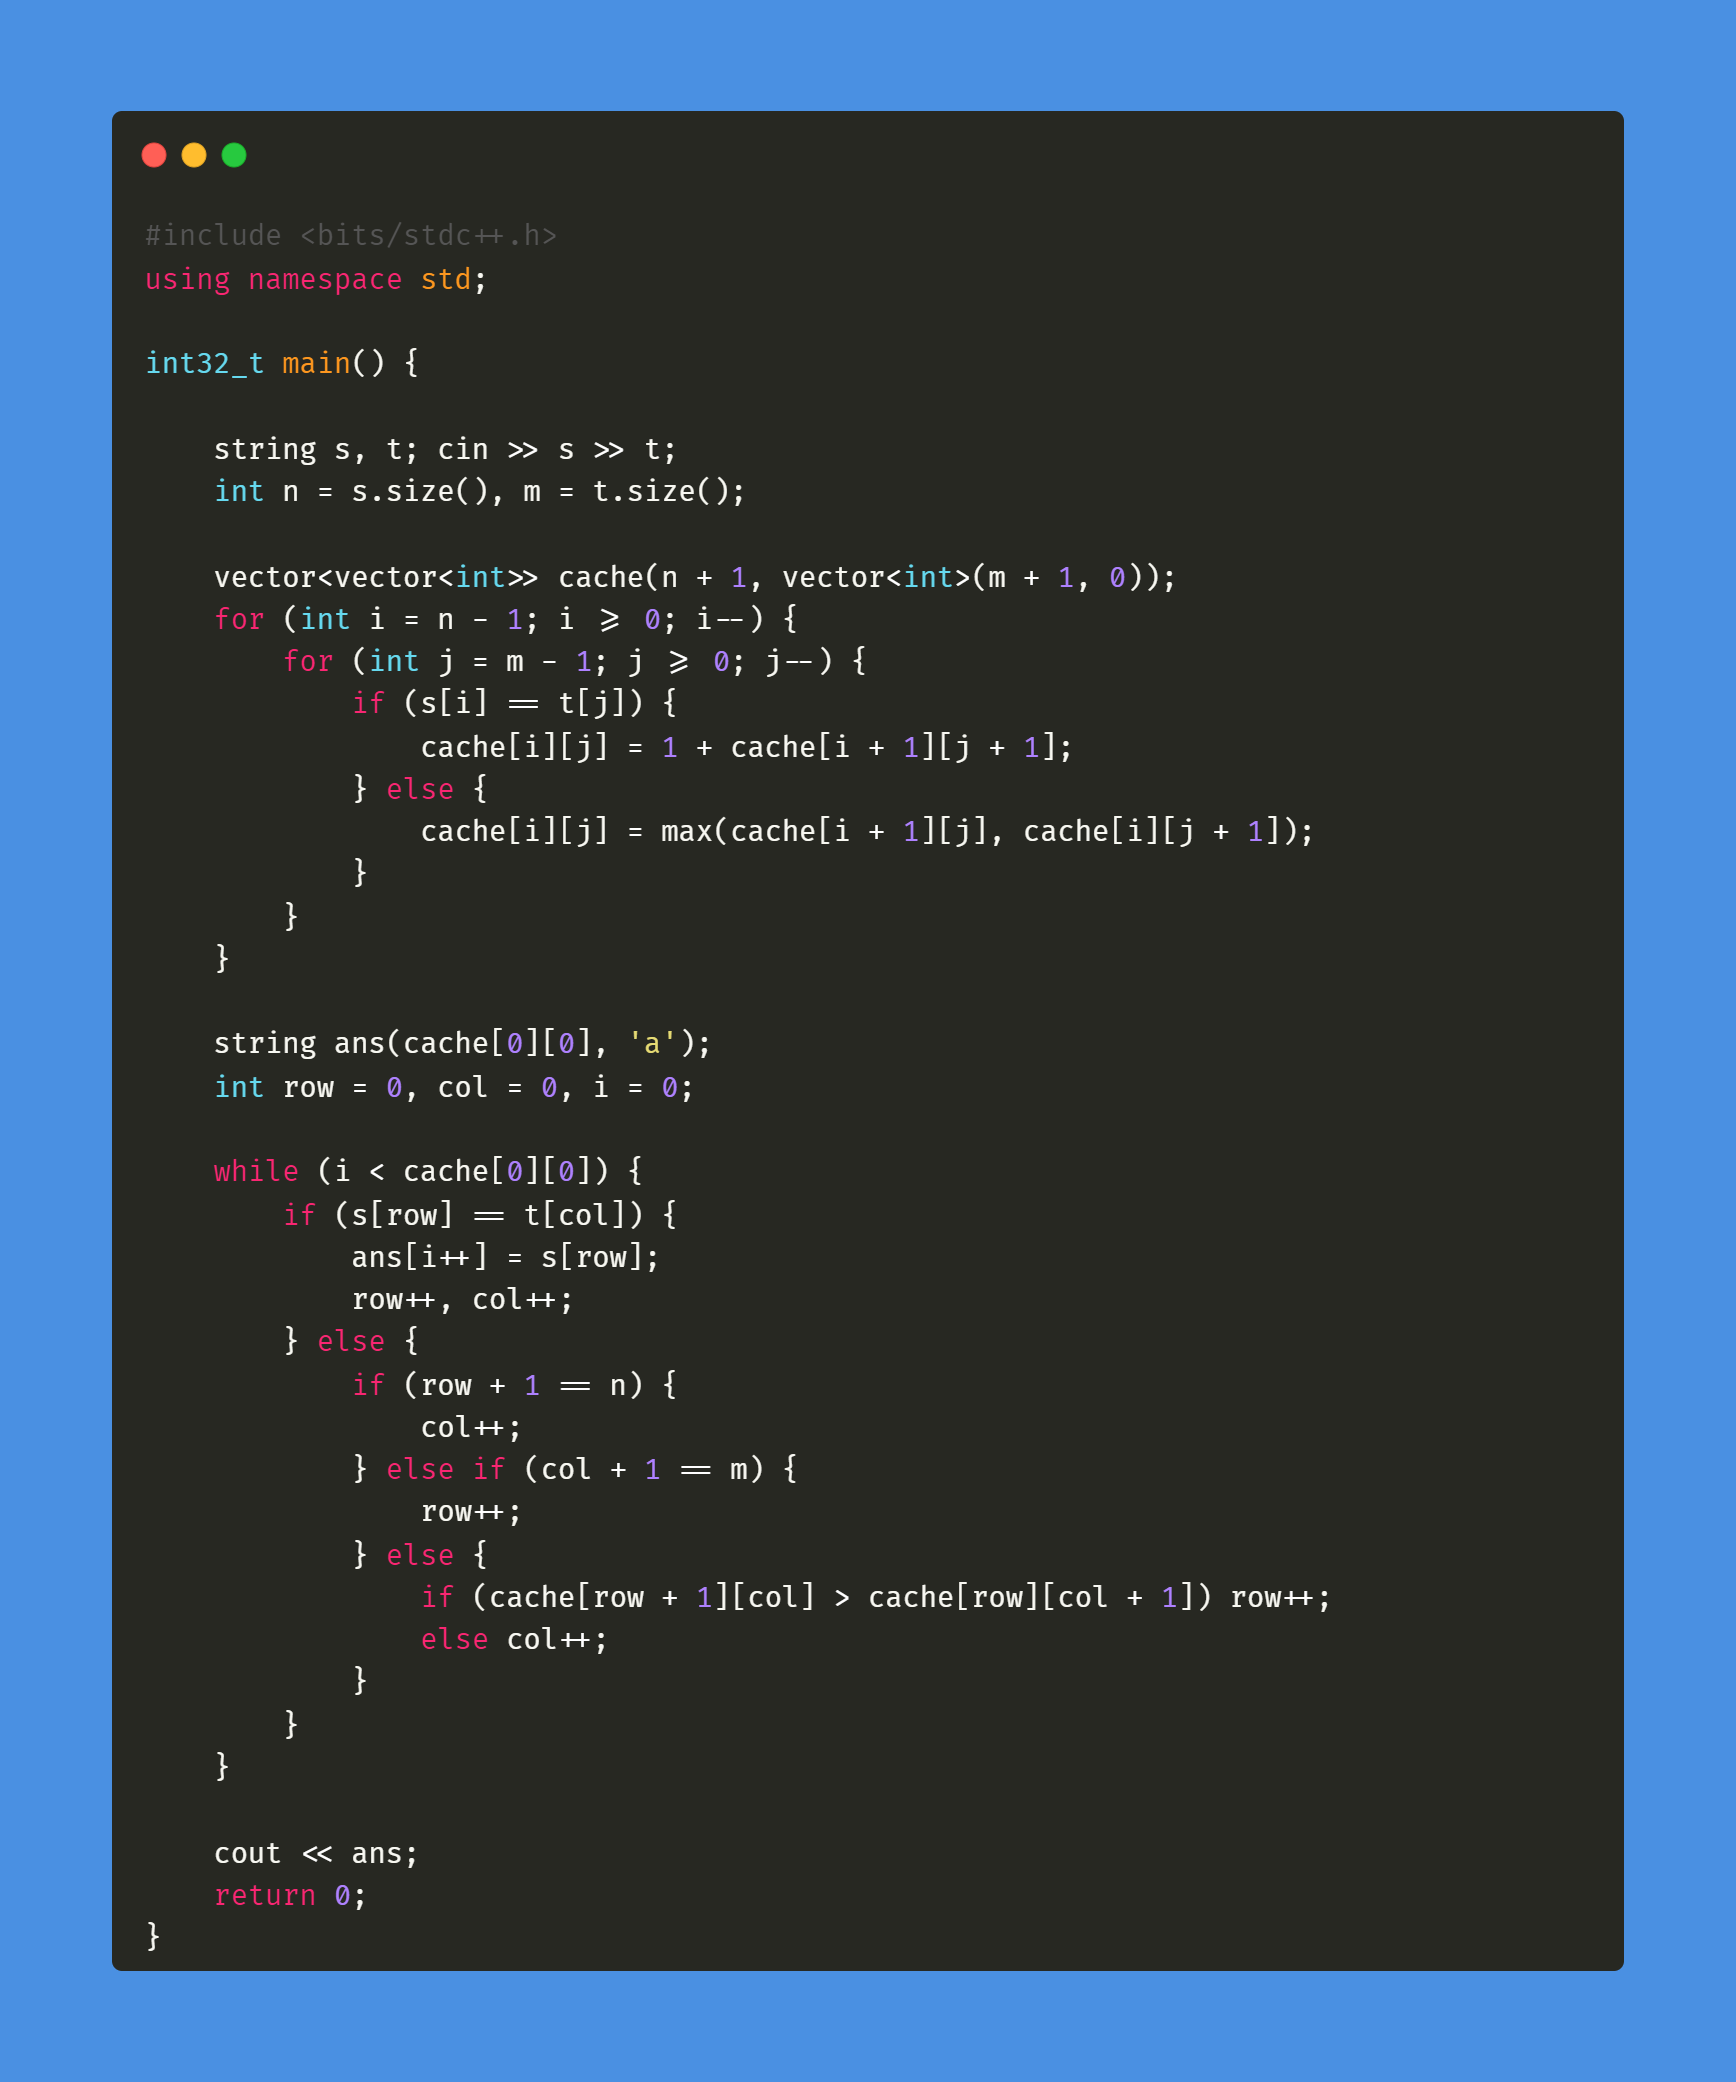 #include <bits/stdc++.h>
using namespace std;

int32_t main() {

    string s, t; cin >> s >> t;
    int n = s.size(), m = t.size();

    vector<vector<int>> cache(n + 1, vector<int>(m + 1, 0));
    for (int i = n - 1; i >= 0; i--) {
        for (int j = m - 1; j >= 0; j--) {
            if (s[i] == t[j]) {
                cache[i][j] = 1 + cache[i + 1][j + 1];
            } else {
                cache[i][j] = max(cache[i + 1][j], cache[i][j + 1]);
            }
        }
    }

    string ans(cache[0][0], 'a');
    int row = 0, col = 0, i = 0;

    while (i < cache[0][0]) {
        if (s[row] == t[col]) {
            ans[i++] = s[row];
            row++, col++;
        } else {
            if (row + 1 == n) {
                col++;
            } else if (col + 1 == m) {
                row++;
            } else {
                if (cache[row + 1][col] > cache[row][col + 1]) row++;
                else col++;
            }
        }
    }

    cout << ans;
    return 0;
}